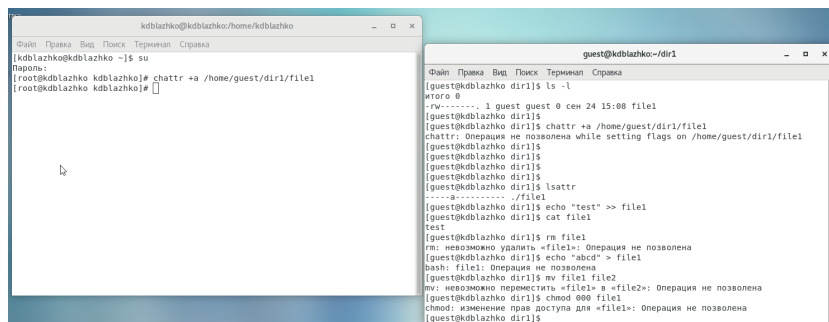 kdblazhko@kdblazhko:/home/kdblazhko
Файл Правка Вид Поиск Терминал Справка
[kdblazhko@kdblazhko ~]$ su
Пароль:
[root@kdblazhko kdblazhko]# chattr +a /home/guest/dir1/file1
[root@kdblazhko kdblazhko]#
guest@kdblazhko:~/dir1
Файл Правка Вид Поиск Терминал Справка
[guest@kdblazhko dir1]$ ls -l
итого 0
-rw-------. 1 guest guest 0 сен 24 15:08 file1
[guest@kdblazhko dir1]$
[guest@kdblazhko dir1]$ chattr +a /home/guest/dir1/file1
chattr: Операция не позволена while setting flags on /home/guest/dir1/file1
[guest@kdblazhko dir1]$
[guest@kdblazhko dir1]$
[guest@kdblazhko dir1]$
[guest@kdblazhko dir1]$
[guest@kdblazhko dir1]$ lsattr
-----a---------- ./file1
[guest@kdblazhko dir1]$ echo "test" >> file1
[guest@kdblazhko dir1]$ cat file1
test
[guest@kdblazhko dir1]$ rm file1
rm: невозможно удалить «file1»: Операция не позволена
[guest@kdblazhko dir1]$ echo "abcd" > file1
bash: file1: Операция не позволена
[guest@kdblazhko dir1]$ mv file1 file2
mv: невозможно переместить «file1» в «file2»: Операция не позволена
[guest@kdblazhko dir1]$ chmod 000 file1
chmod: изменение прав доступа для «file1»: Операция не позволена
[guest@kdblazhko dir1]$